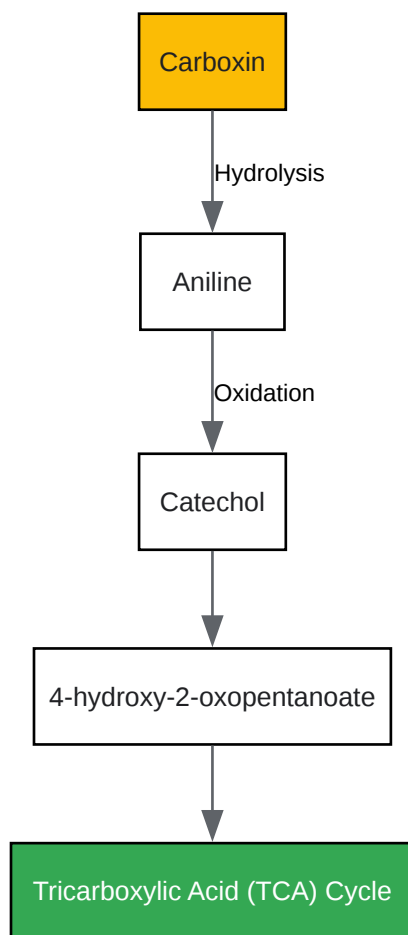 Carboxin
Hydrolysis
Aniline
Oxidation
Catechol
4-hydroxy-2-oxopentanoate
Tricarboxylic Acid (TCA) Cycle